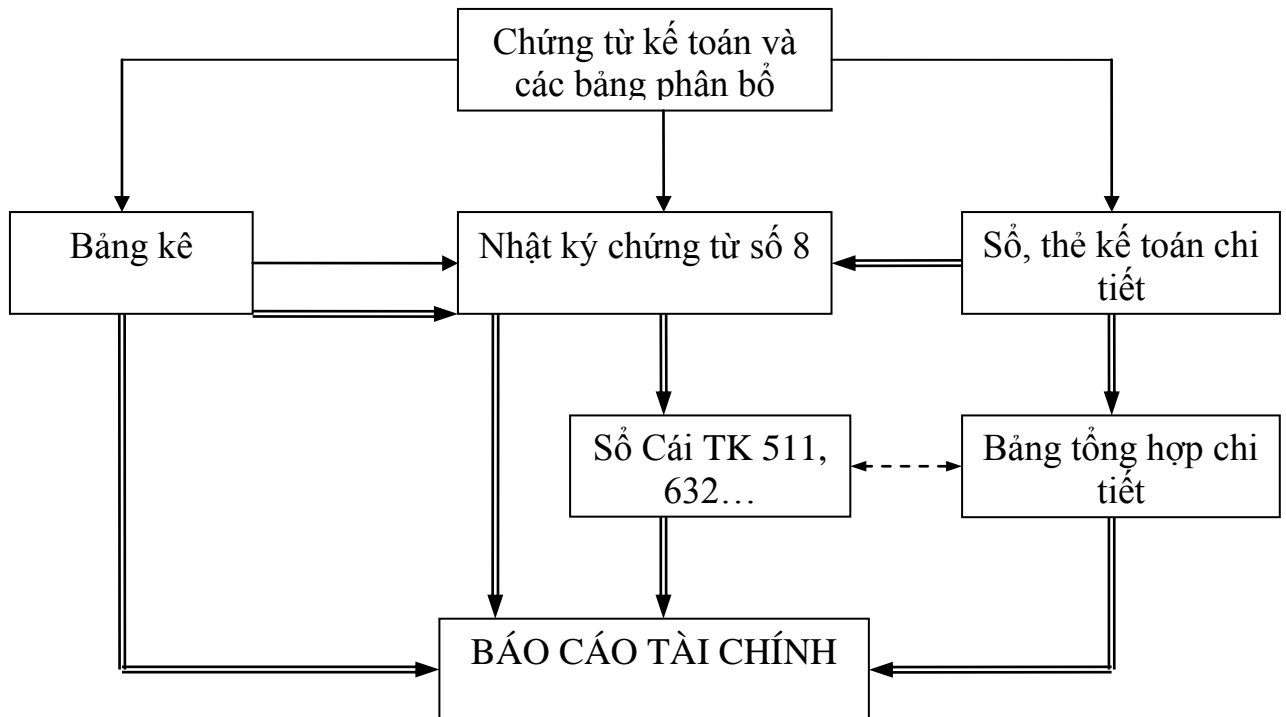 Chứng từ kế toán và
các bảng phân bổ
Bảng kê
Nhật ký chứng từ số 8
Sổ, thẻ kế toán chi
tiết
Sổ Cái TK 511,
632…
Bảng tổng hợp chi
tiết
BÁO CÁO TÀI CHÍNH